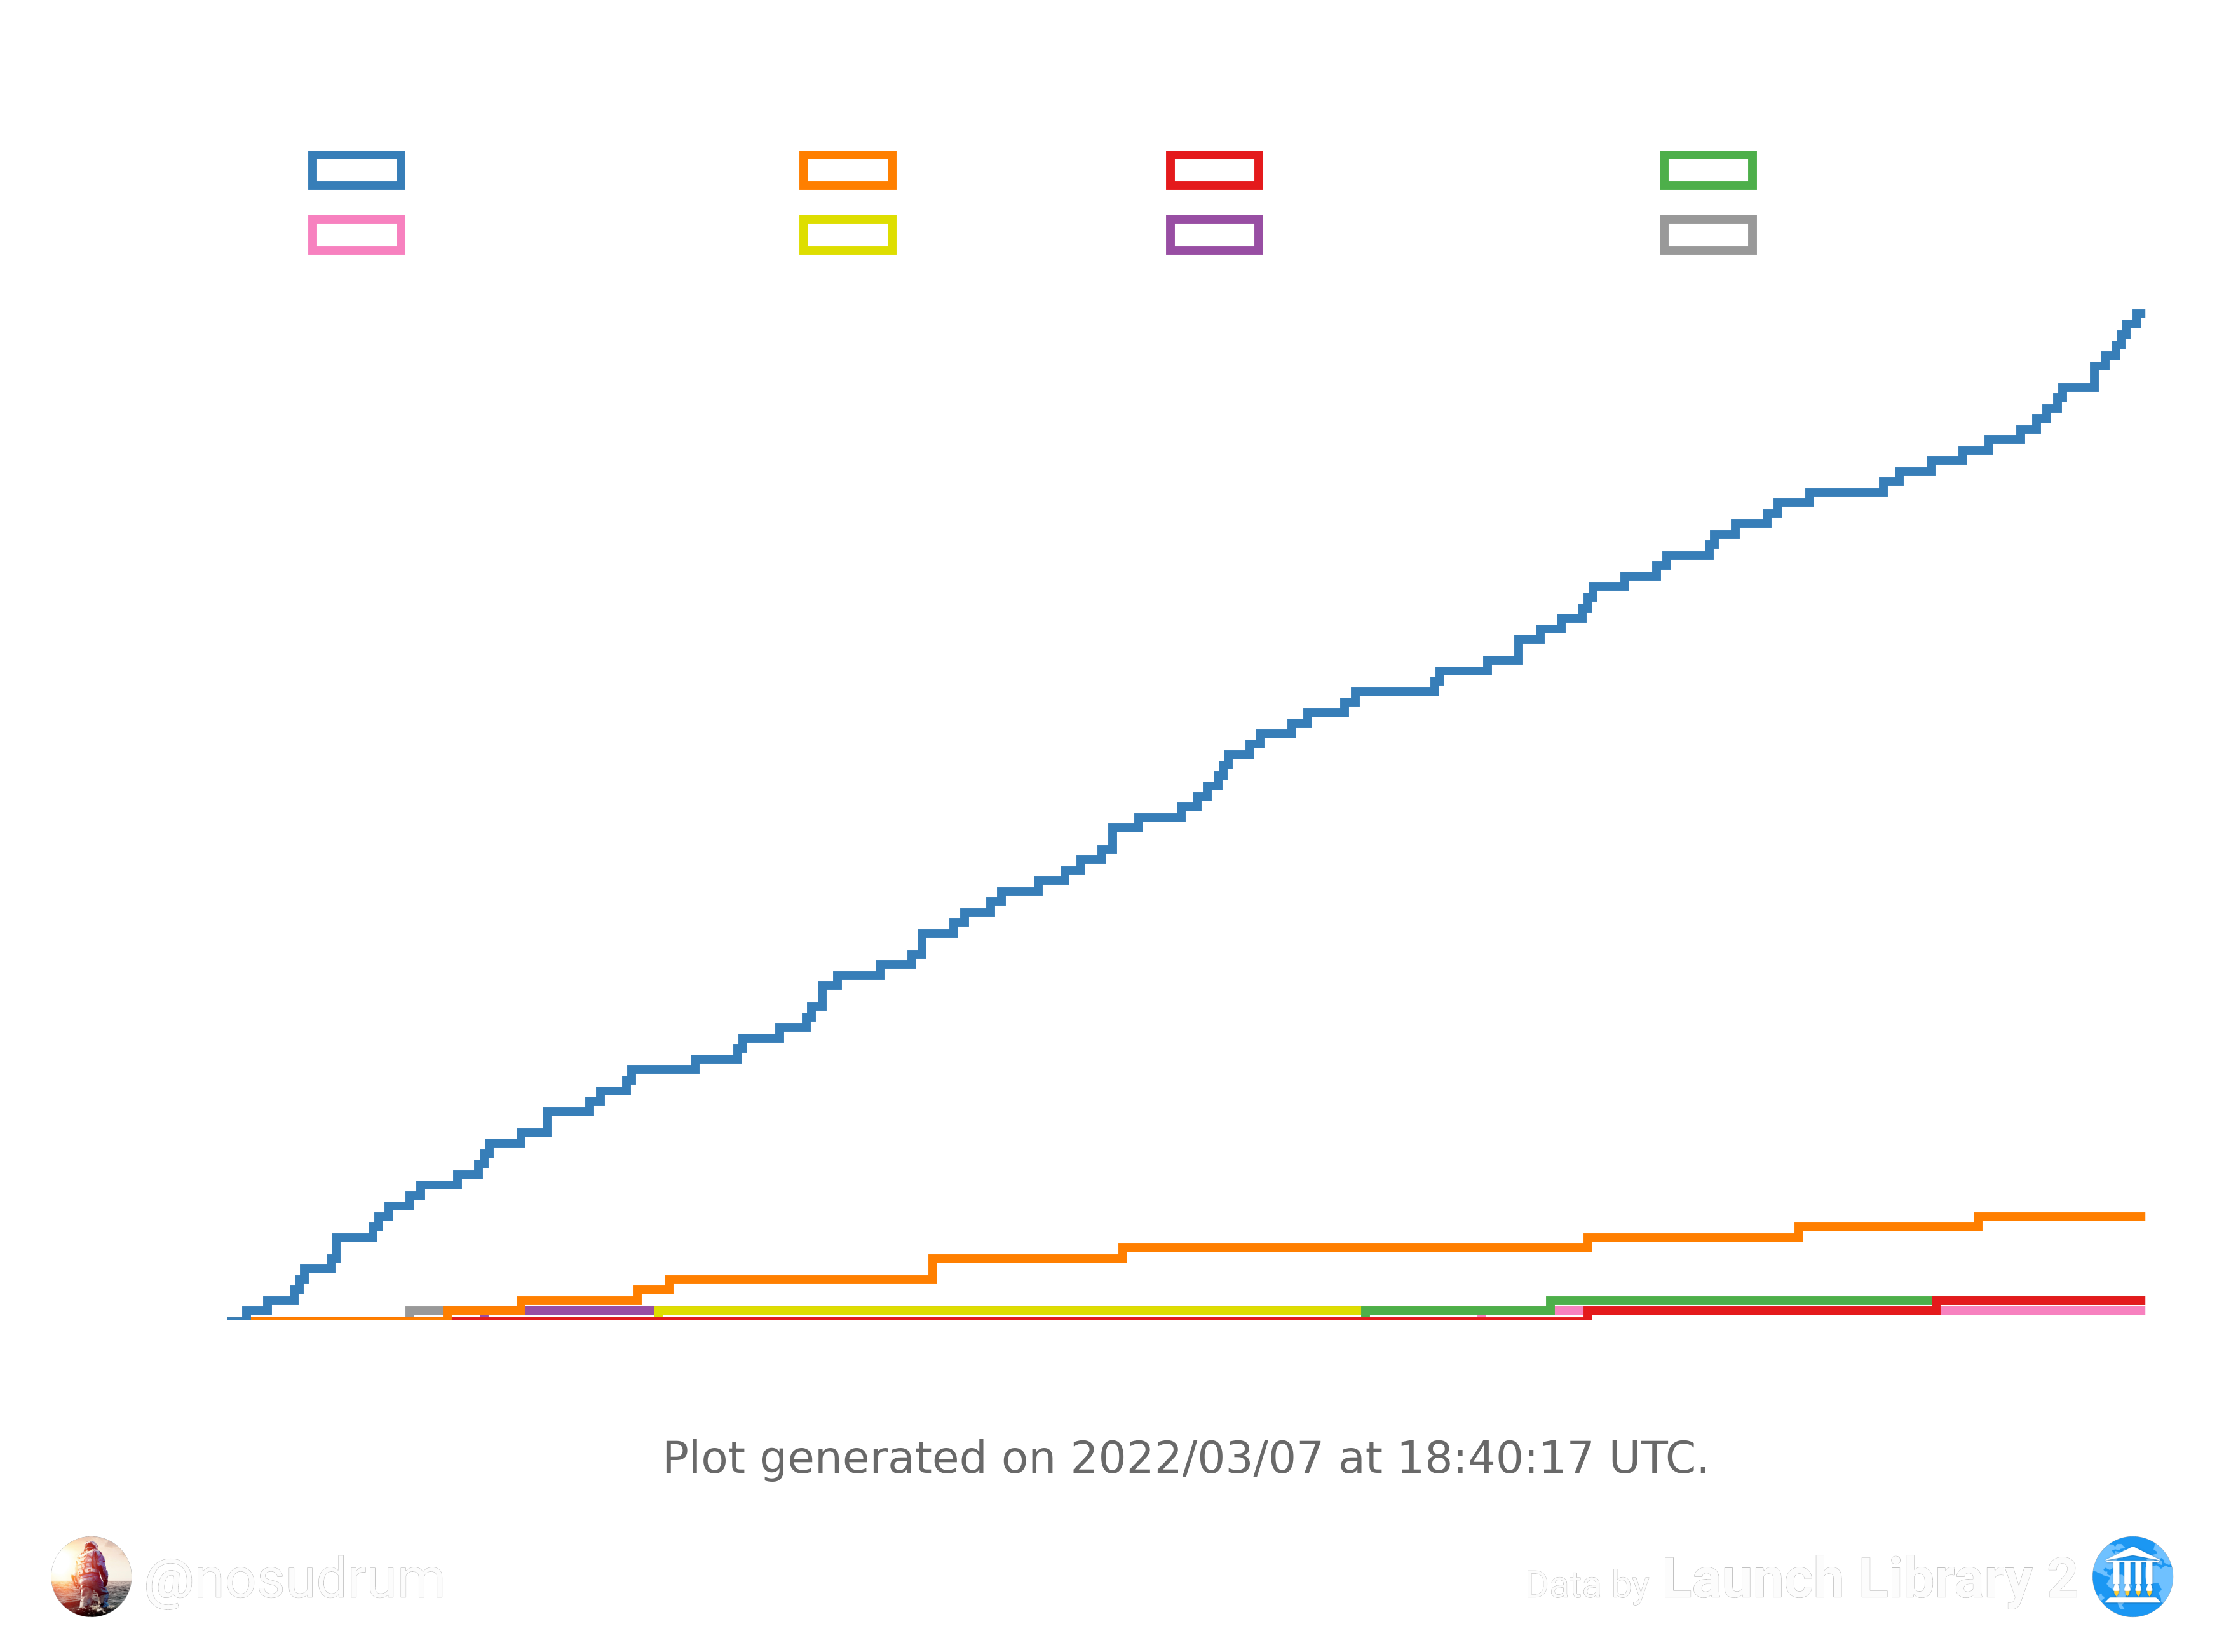 Plot generated on 2022/03/07 at 18:40:17 UTC.
@nosudrum
Data by Launch Library 2